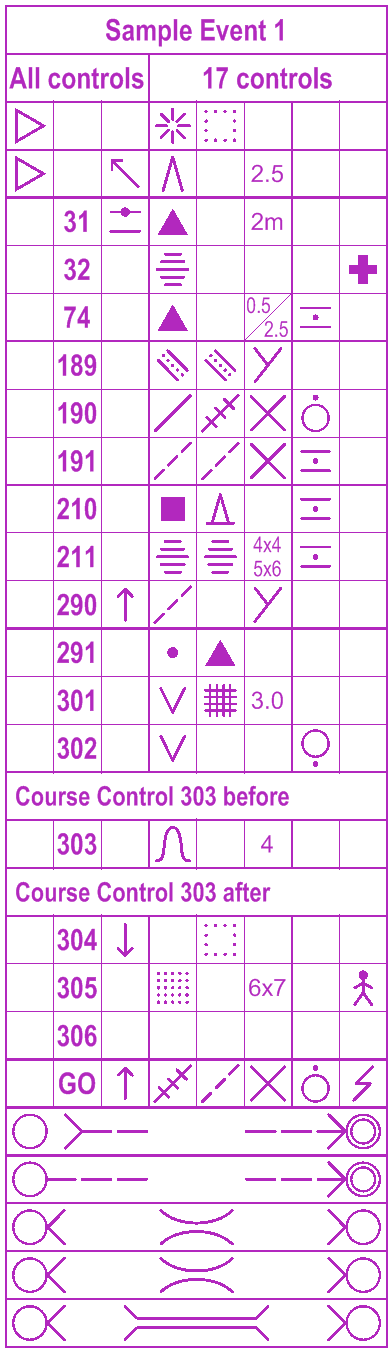 Sample Event 1
All controls 17 controls
2.5
31 2m
32
74 0.5 2.5
189
190
191
210
211 4x4 5x6
290
291
301 3.0
302
Course Control 303 before
303 4
Course Control 303 after
304
305 6x7
306
GO